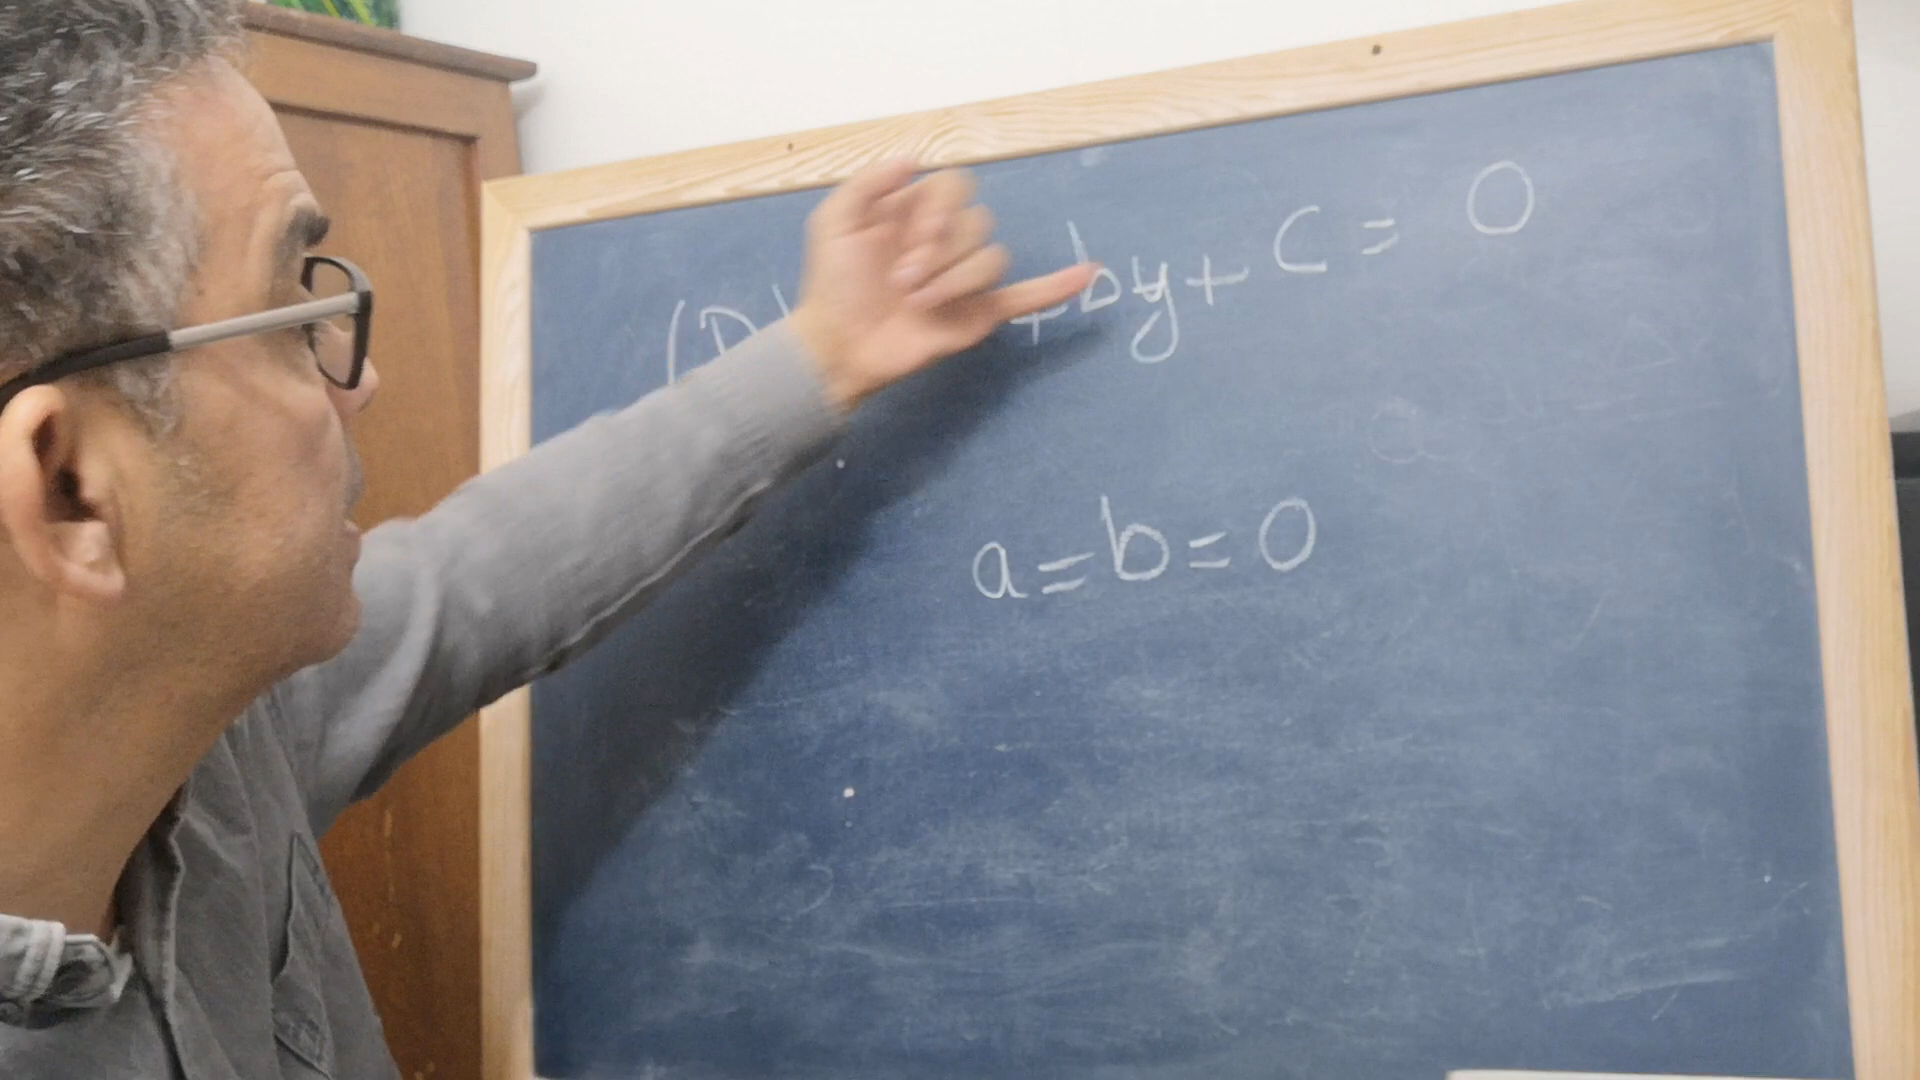 (D) + by + c = 0
a = b = 0